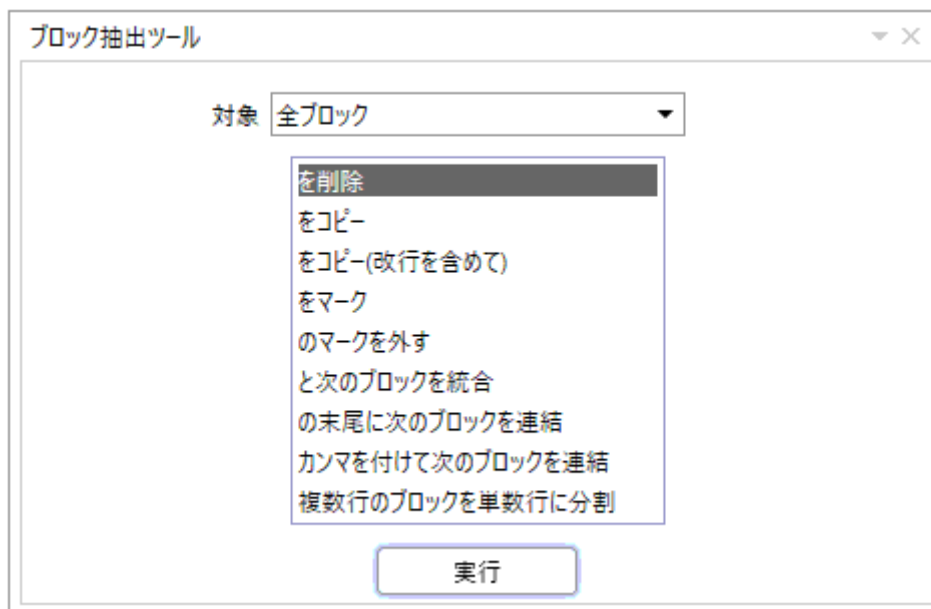 ブロック抽出ツール
対象 全ブロック
を削除
をコピー
をコピー(改行を含めて)
をマーク
のマークを外す
と次のブロックを統合
の末尾に次のブロックを連結
カンマを付けて次のブロックを連結
複数行のブロックを単数行に分割
実行